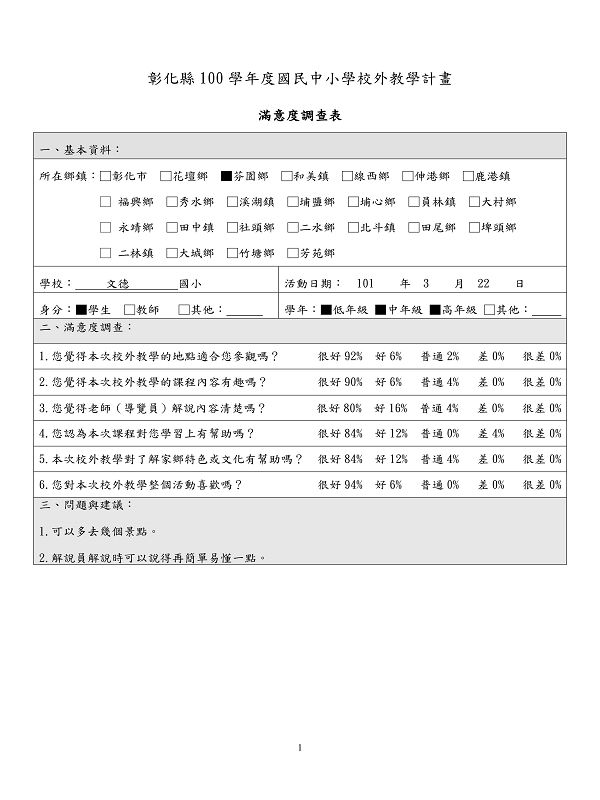 彰化縣 100 學年度國民中小學校外教學計畫
滿意度調查表
一、基本資料：
所在鄉鎮：□彰化市 □花壇鄉 ■芬園鄉 □和美鎮 □線西鄉 □伸港鄉 □鹿港鎮
□ 福興鄉 □秀水鄉 □溪湖鎮 □埔鹽鄉 □埔心鄉 □員林鎮 □大村鄉
□ 永靖鄉 □田中鎮 □社頭鄉 □二水鄉 □北斗鎮 □田尾鄉 □埤頭鄉
□ 二林鎮 □大城鄉 □竹塘鄉 □芳苑鄉
學校：＿＿文德＿＿國小 活動日期： 101 年 3 月 22 日
身分：■學生 □教師 □其他：＿＿＿ 學年：■低年級 ■中年級 ■高年級 □其他：＿＿
二、滿意度調查：
1.您覺得本次校外教學的地點適合您參觀嗎？ 很好 92% 好 6% 普通 2% 差 0% 很差 0%
2.您覺得本次校外教學的課程內容有趣嗎？ 很好 90% 好 6% 普通 4% 差 0% 很差 0%
3.您覺得老師（導覽員）解說內容清楚嗎？ 很好 80% 好 16% 普通 4% 差 0% 很差 0%
4.您認為本次課程對您學習上有幫助嗎？ 很好 84% 好 12% 普通 0% 差 4% 很差 0%
5.本次校外教學對了解家鄉特色或文化有幫助嗎？ 很好 84% 好 12% 普通 4% 差 0% 很差 0%
6.您對本次校外教學整個活動喜歡嗎？ 很好 94% 好 6% 普通 0% 差 0% 很差 0%
三、問題與建議：
1.可以多去幾個景點。
2.解說員解說時可以說得再簡單易懂一點。
1